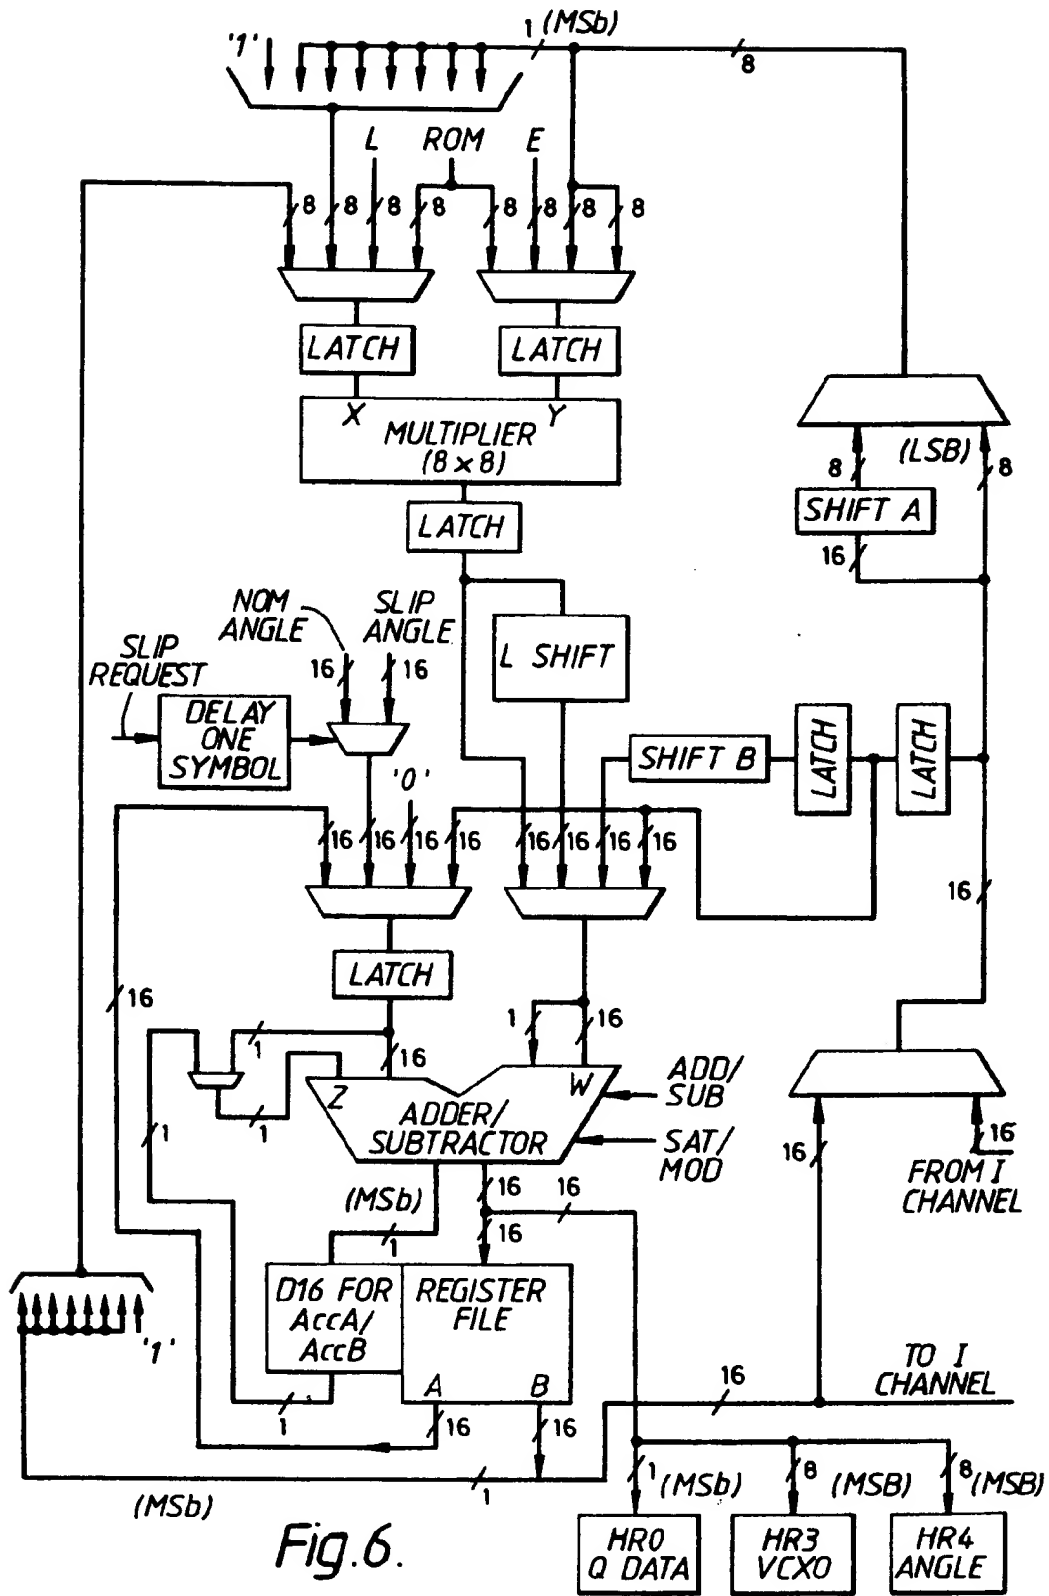 '1'
1 (MSb)
8
L ROM E
8 8 8 8 8 8 8 8
LATCH LATCH
X Y
MULTIPLIER
(8 x 8)
(LSB)
8 8
LATCH
SHIFT A
16
NOM
ANGLE
SLIP
ANGLE
SLIP
REQUEST
16 16
L SHIFT
DELAY
ONE
SYMBOL
SHIFT B LATCH LATCH
'0'
16 16 16 16 16 16 16 16
16
LATCH
16
1 1 16
16
Z W
ADDER/
SUBTRACTOR
ADD/
SUB
SAT/
MOD
1 1
16 16
FROM I
CHANNEL
(MSb)
16 16
1 16
D16 FOR
AccA/
AccB
REGISTER
FILE
A B
'1'
1
16 16
16
TO I
CHANNEL
(MSb)
1
1 (MSb) 8 (MSB) 8 (MSB)
HR0
Q DATA
HR3
VCXO
HR4
ANGLE
Fig.6.